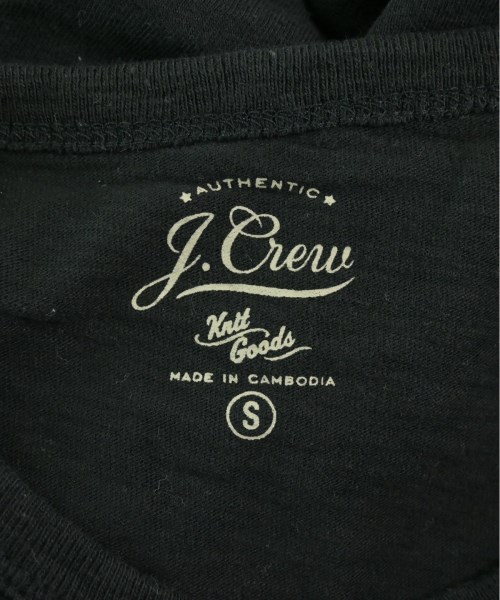 AUTHENTIC
J.Crew
Knit
Goods
MADE IN CAMBODIA
S